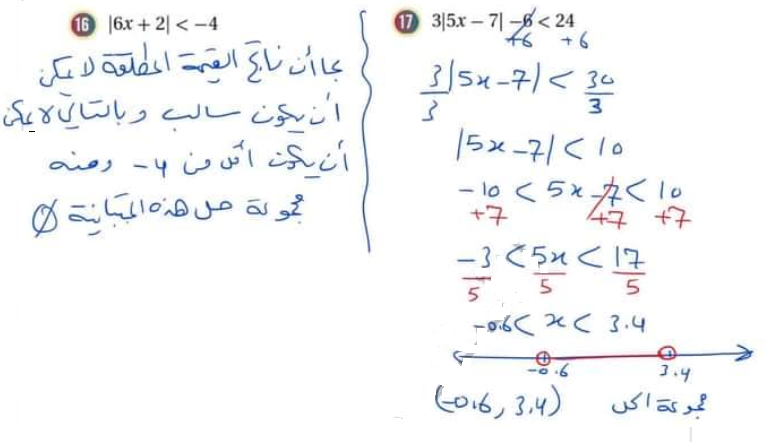 16 |6x + 2| < −4
بما أن ناتج القيمة المطلقة لا يمكن
أن يكون سالب وبالتالي لا يمكن
أن يكون أقل من 4- ومنه
مجموعة حل هذه المتباينة ∅
17 3|5x − 7| − 6 < 24
+6 +6
3|5x − 7| < 30
3 3
|5x − 7| < 10
−10 < 5x − 7 < 10
+7 +7 +7
−3 < 5x < 17
5 5 5
−0.6 < x < 3.4
−0.6 3.4
(−0.6, 3.4) مجموعة الحل